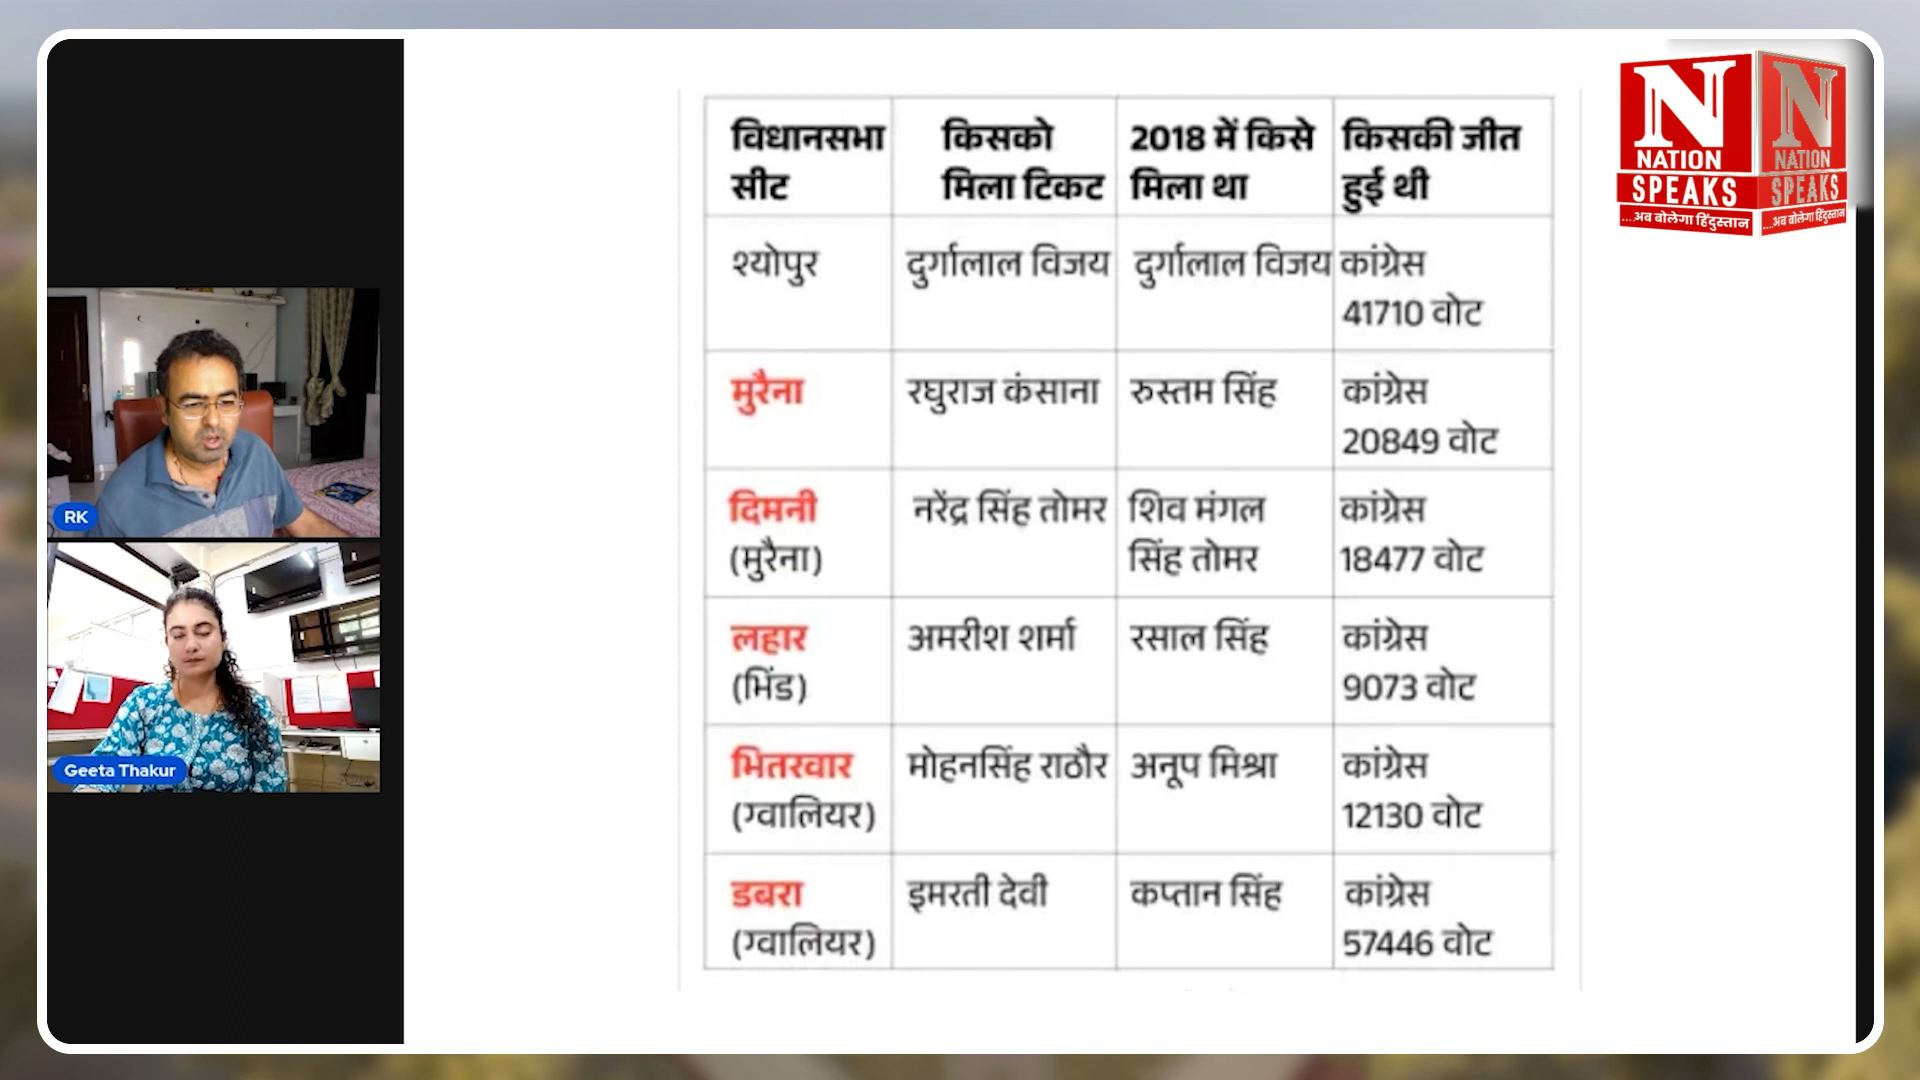 विधानसभा सीट किसको मिला टिकट 2018 में किसे मिला था किसकी जीत हुई थी
श्योपुर दुर्गालाल विजय दुर्गालाल विजय कांग्रेस 41710 वोट
मुरैना रघुराज कंसाना रुस्तम सिंह कांग्रेस 20849 वोट
दिमनी (मुरैना) नरेंद्र सिंह तोमर शिव मंगल सिंह तोमर कांग्रेस 18477 वोट
लहार (भिंड) अमरीश शर्मा रसाल सिंह कांग्रेस 9073 वोट
भितरवार (ग्वालियर) मोहनसिंह राठौर अनूप मिश्रा कांग्रेस 12130 वोट
डबरा (ग्वालियर) इमरती देवी कप्तान सिंह कांग्रेस 57446 वोट
RK
Geeta Thakur
N
NATION
SPEAKS
....अब बोलेगा हिंदुस्तान
N
NATION
SPEAKS
....अब बोलेगा हिंदुस्तान